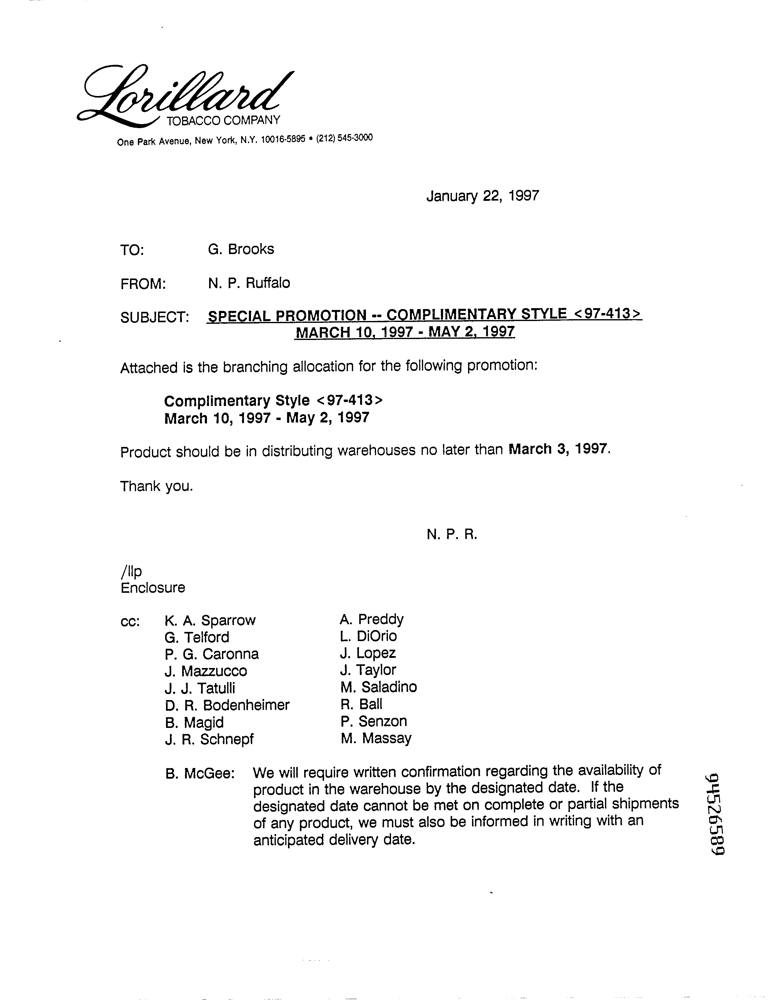 Lorillard
TOBACCO COMPANY
One Park Avenue, New York, N.Y. 10016-5895 • (212) 545-3000
January 22, 1997
TO: G. Brooks
FROM: N. P. Ruffalo
SUBJECT: SPECIAL PROMOTION -- COMPLIMENTARY STYLE <97-413>
MARCH 10, 1997 - MAY 2, 1997
Attached is the branching allocation for the following promotion:
Complimentary Style <97-413>
March 10, 1997 - May 2, 1997
Product should be in distributing warehouses no later than March 3, 1997.
Thank you.
N. P. R.
/llp
Enclosure
cc: K. A. Sparrow A. Preddy
G. Telford L. DiOrio
P. G. Caronna J. Lopez
J. Mazzucco J. Taylor
J. J. Tatulli M. Saladino
D. R. Bodenheimer R. Ball
B. Magid P. Senzon
J. R. Schnepf M. Massay
B. McGee: We will require written confirmation regarding the availability of
product in the warehouse by the designated date. If the
designated date cannot be met on complete or partial shipments
of any product, we must also be informed in writing with an
anticipated delivery date.
94526589